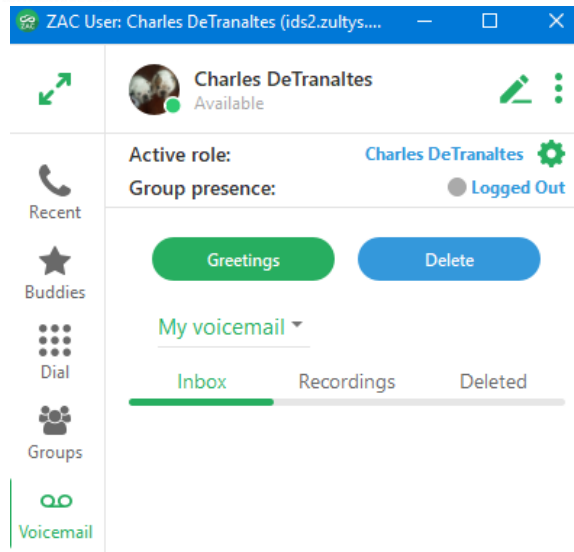 ZAC User: Charles DeTranaltes (ids2.zultys....
ZAC
Charles DeTranaltes
Available
Active role: Charles DeTranaltes
Group presence: Logged Out
Recent
Buddies
Dial
Groups
Voicemail
Greetings Delete
My voicemail
Inbox Recordings Deleted